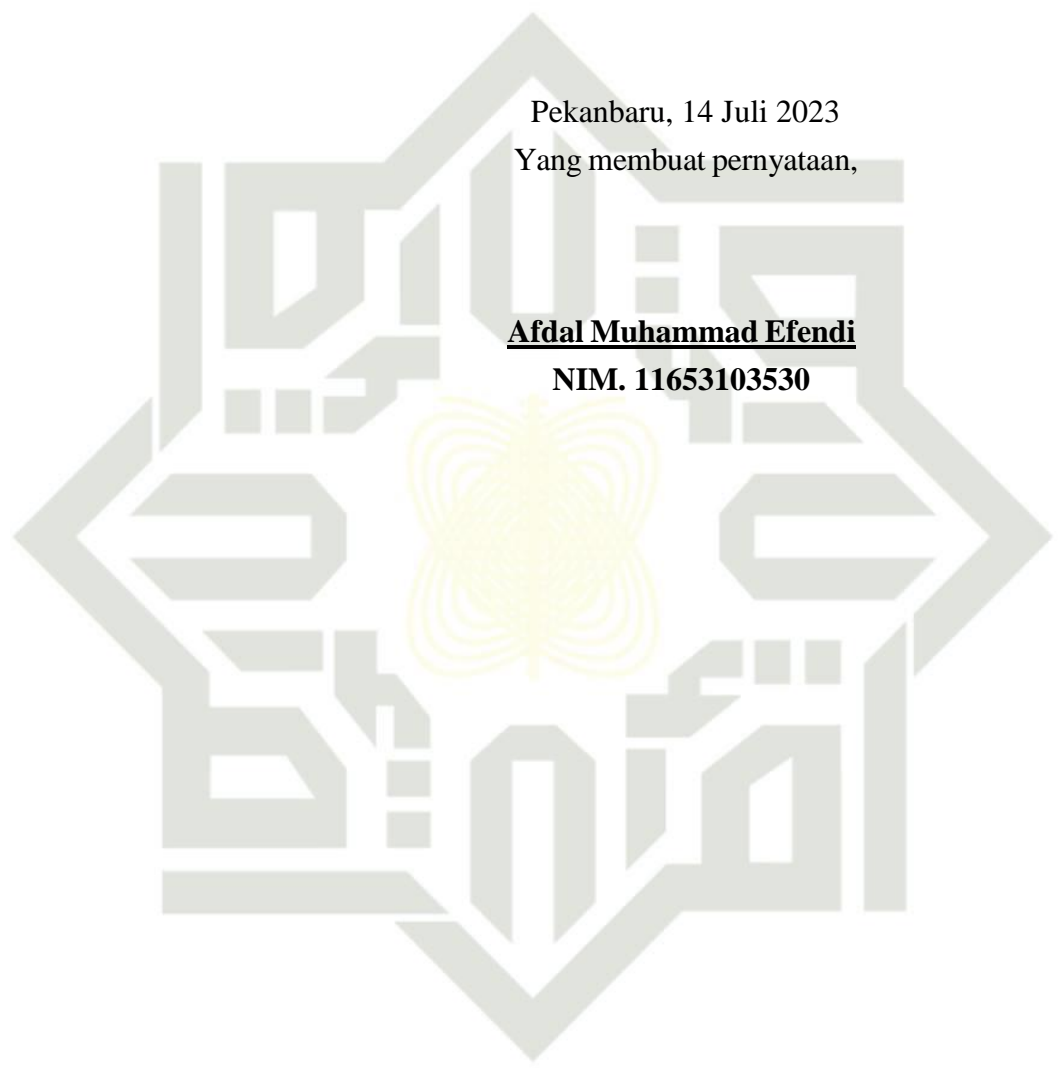 Pekanbaru, 14 Juli 2023
Yang membuat pernyataan,
Afdal Muhammad Efendi
NIM. 11653103530